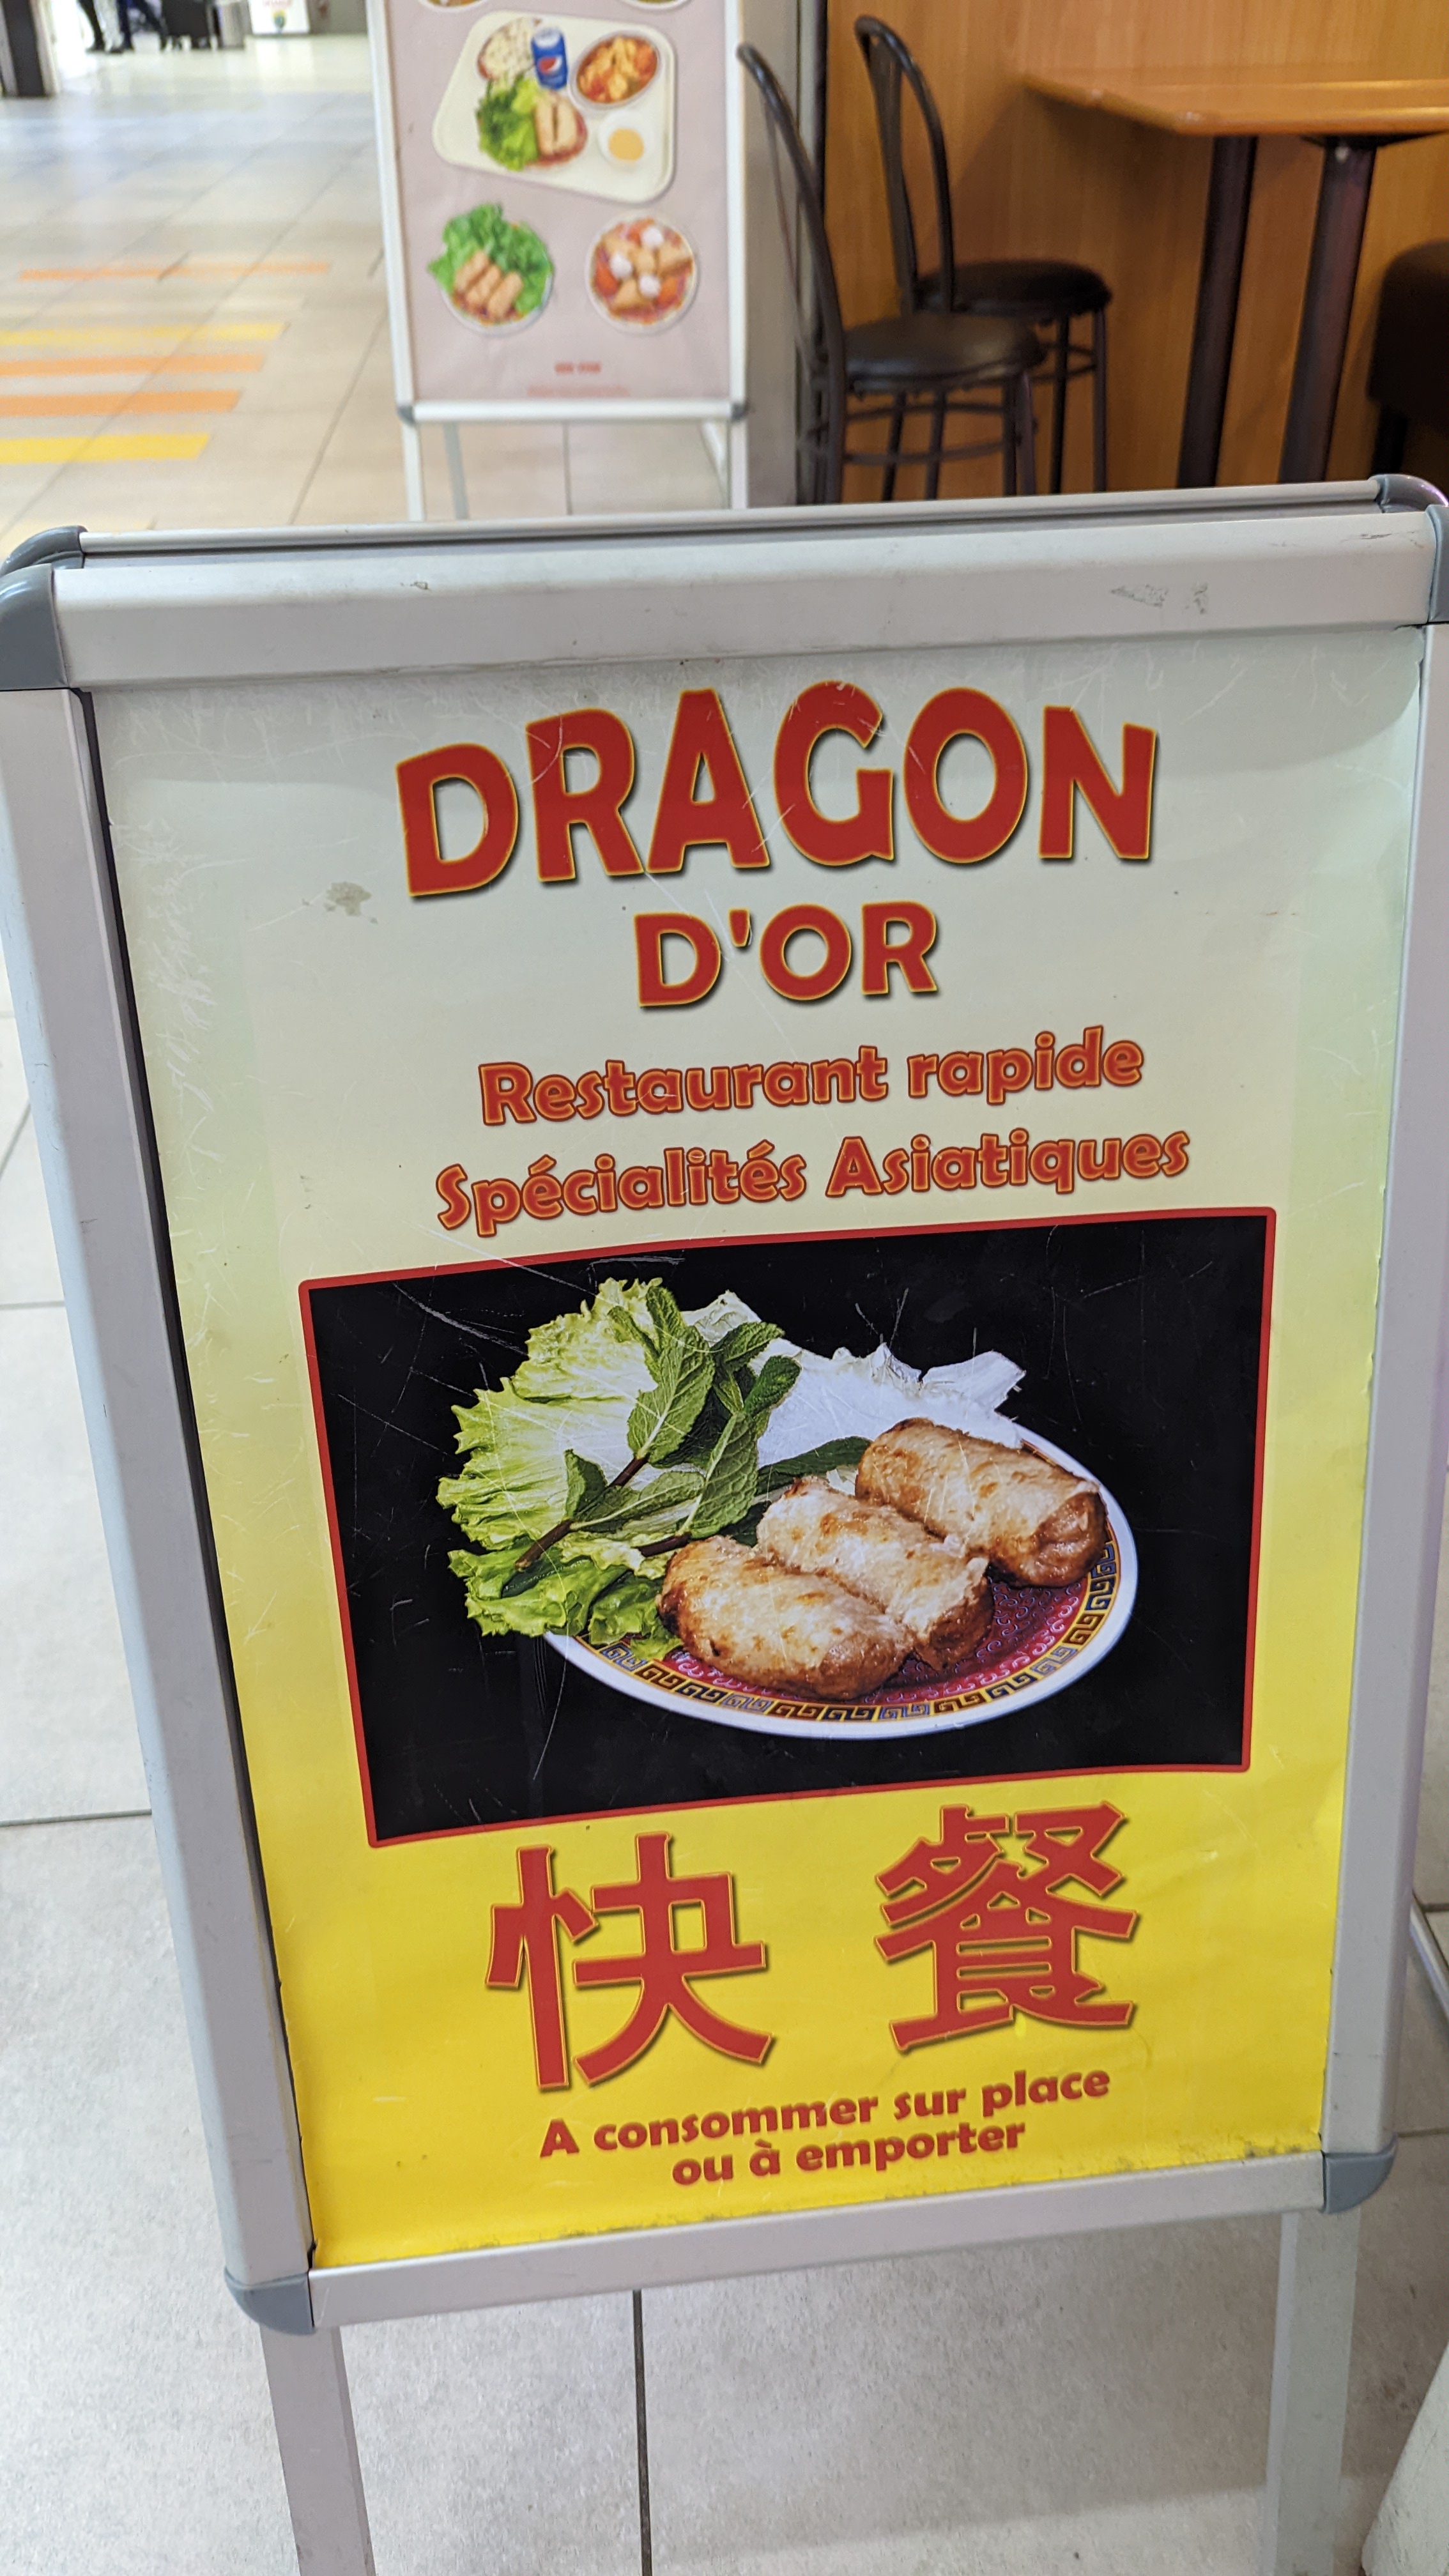 DRAGON
D'OR
Restaurant rapide
Spécialités Asiatiques
快 餐
A consommer sur place
ou à emporter